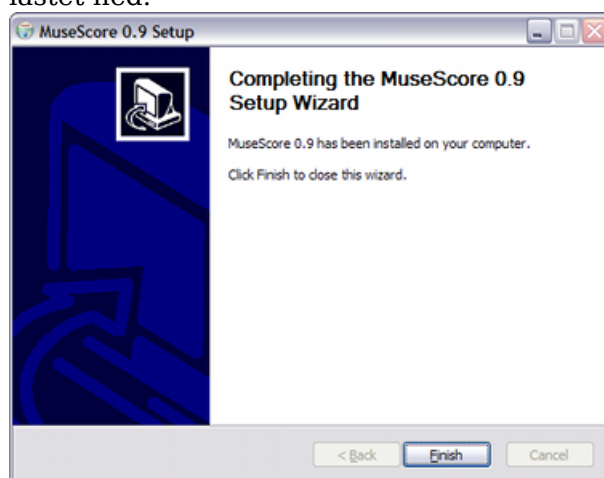 lastet ned.
MuseScore 0.9 Setup
Completing the MuseScore 0.9
Setup Wizard
MuseScore 0.9 has been installed on your computer.
Click Finish to close this wizard.
< Back
Finish
Cancel